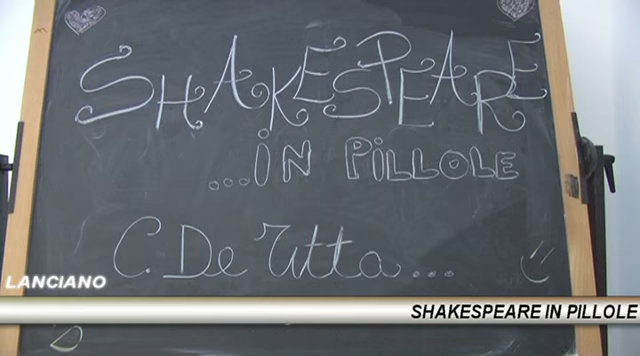 SHAKESPEARE
...iN PiLLOLE
C. De Titta...
LANCIANO
SHAKESPEARE IN PILLOLE